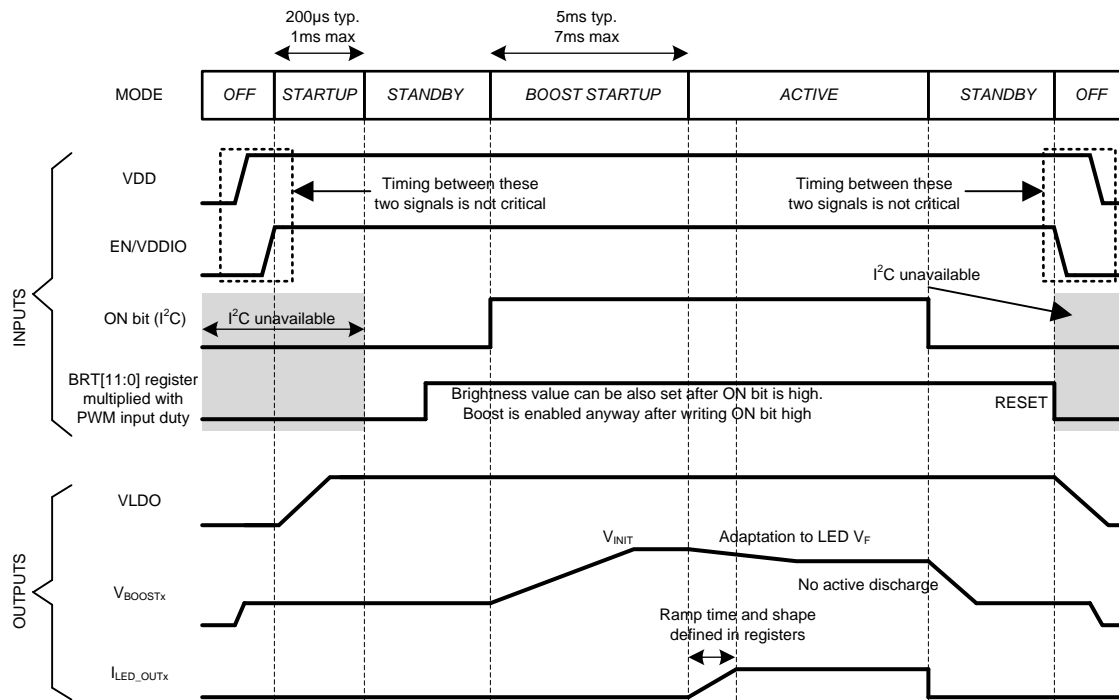 200µs typ.
1ms max
5ms typ.
7ms max
MODE
OFF
STARTUP
STANDBY
BOOST STARTUP
ACTIVE
STANDBY
OFF
INPUTS
VDD
Timing between these
two signals is not critical
Timing between these
two signals is not critical
EN/VDDIO
I²C unavailable
ON bit (I²C)
I²C unavailable
BRT[11:0] register
multiplied with
PWM input duty
Brightness value can be also set after ON bit is high.
Boost is enabled anyway after writing ON bit high
RESET
OUTPUTS
VLDO
VINIT
Adaptation to LED VF
No active discharge
VBOOSTx
Ramp time and shape
defined in registers
ILED_OUTx